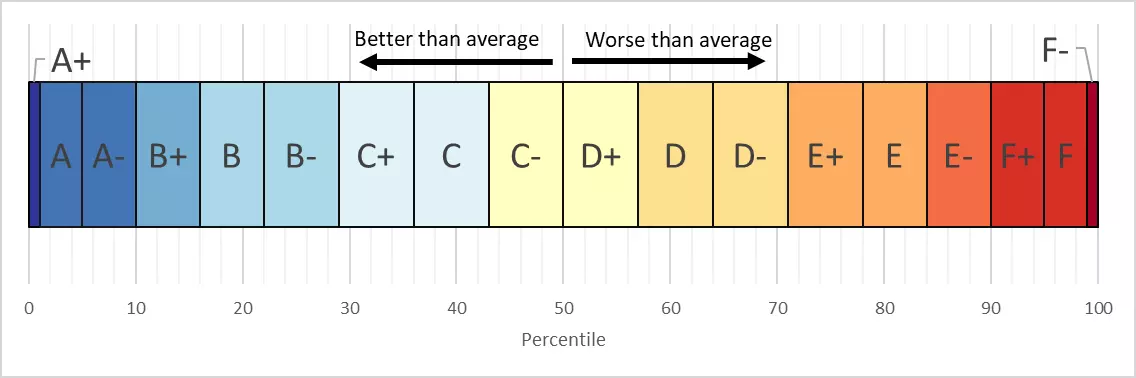 Better than average
Worse than average
A+
F-
A A- B+ B B- C+ C C- D+ D D- E+ E E- F+ F
0 10 20 30 40 50 60 70 80 90 100
Percentile